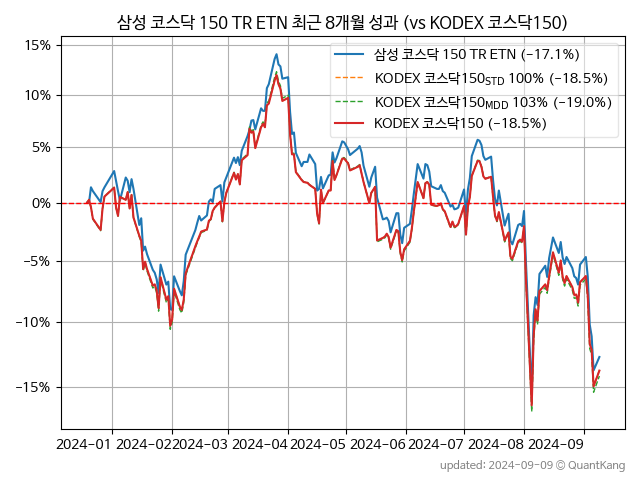 삼성 코스닥 150 TR ETN 최근 8개월 성과 (vs KODEX 코스닥150)
삼성 코스닥 150 TR ETN (−17.1%)
KODEX 코스닥150STD 100% (−18.5%)
KODEX 코스닥150MDD 103% (−19.0%)
KODEX 코스닥150 (−18.5%)
15%
10%
5%
0%
−5%
−10%
−15%
2024-01 2024-02 2024-03 2024-04 2024-05 2024-06 2024-07 2024-08 2024-09
updated: 2024-09-09 © QuantKang